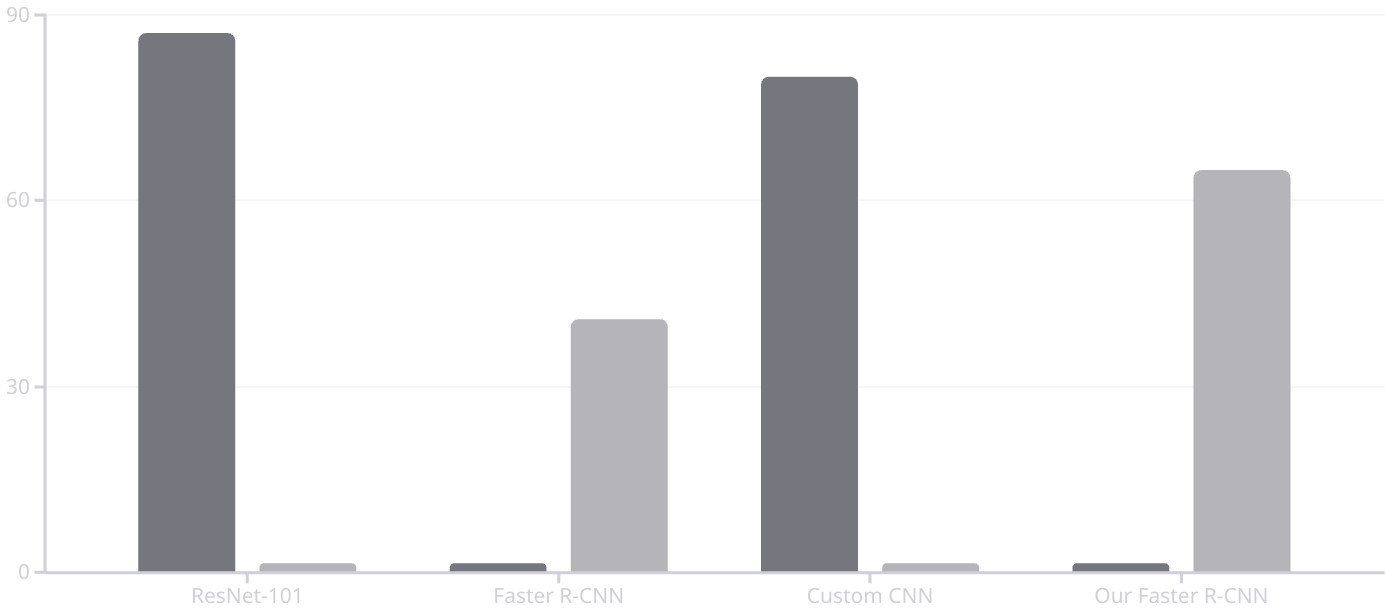 90
60
30
0
ResNet-101 Faster R-CNN Custom CNN Our Faster R-CNN